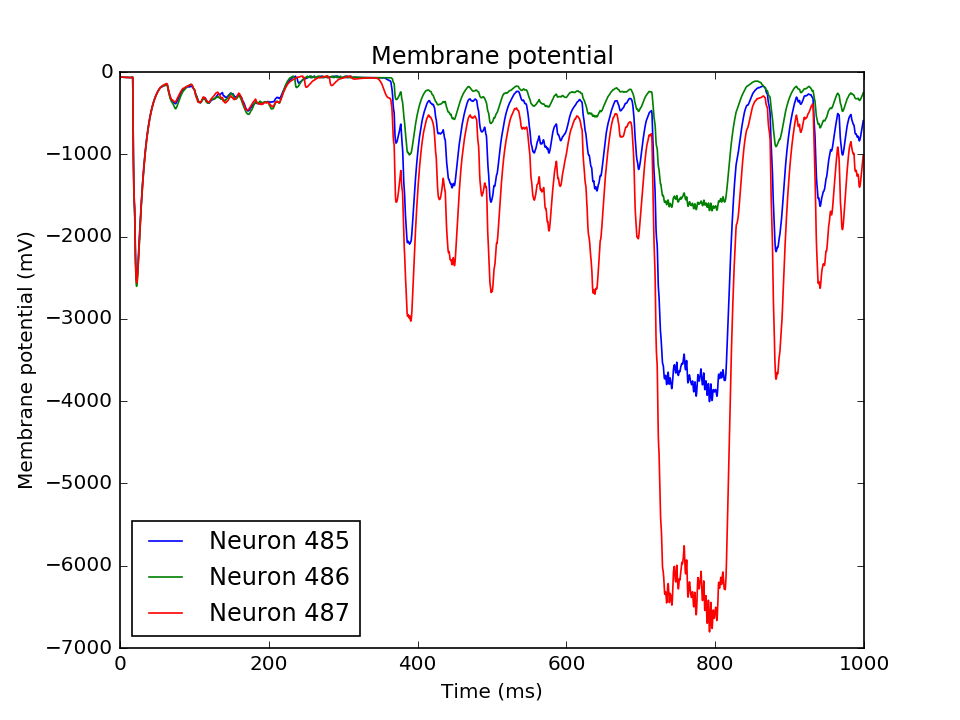 Membrane potential
Membrane potential (mV)
0
−1000
−2000
−3000
−4000
−5000
−6000
−7000
Neuron 485
Neuron 486
Neuron 487
0 200 400 600 800 1000
Time (ms)